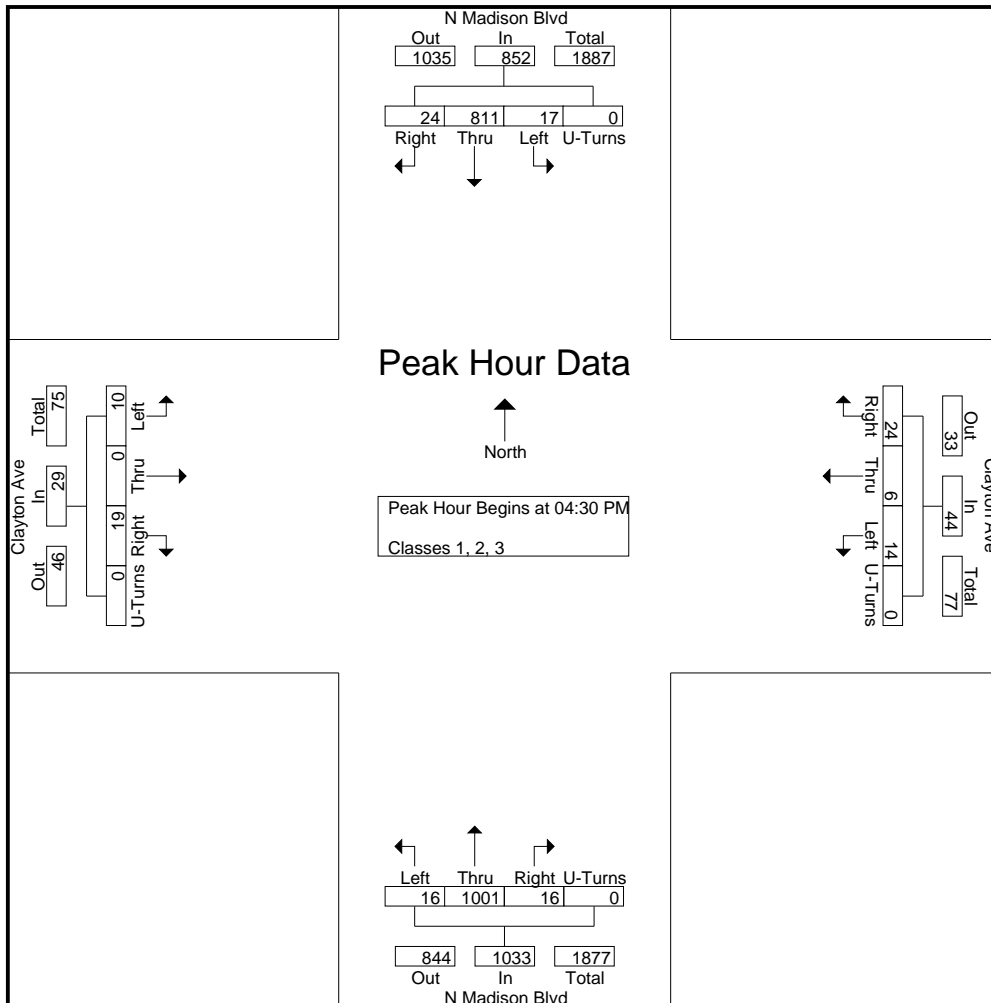 N Madison Blvd
Out In Total
1035 852 1887
24 811 17 0
Right Thru Left U-Turns
Peak Hour Data
North
Peak Hour Begins at 04:30 PM
Classes 1, 2, 3
Clayton Ave
Total In Out
75 29 46
10 0 19 0
Left Thru Right U-Turns
Clayton Ave
Out In Total
33 44 77
24 6 14 0
Right Thru Left U-Turns
Left Thru Right U-Turns
16 1001 16 0
844 1033 1877
Out In Total
N Madison Blvd